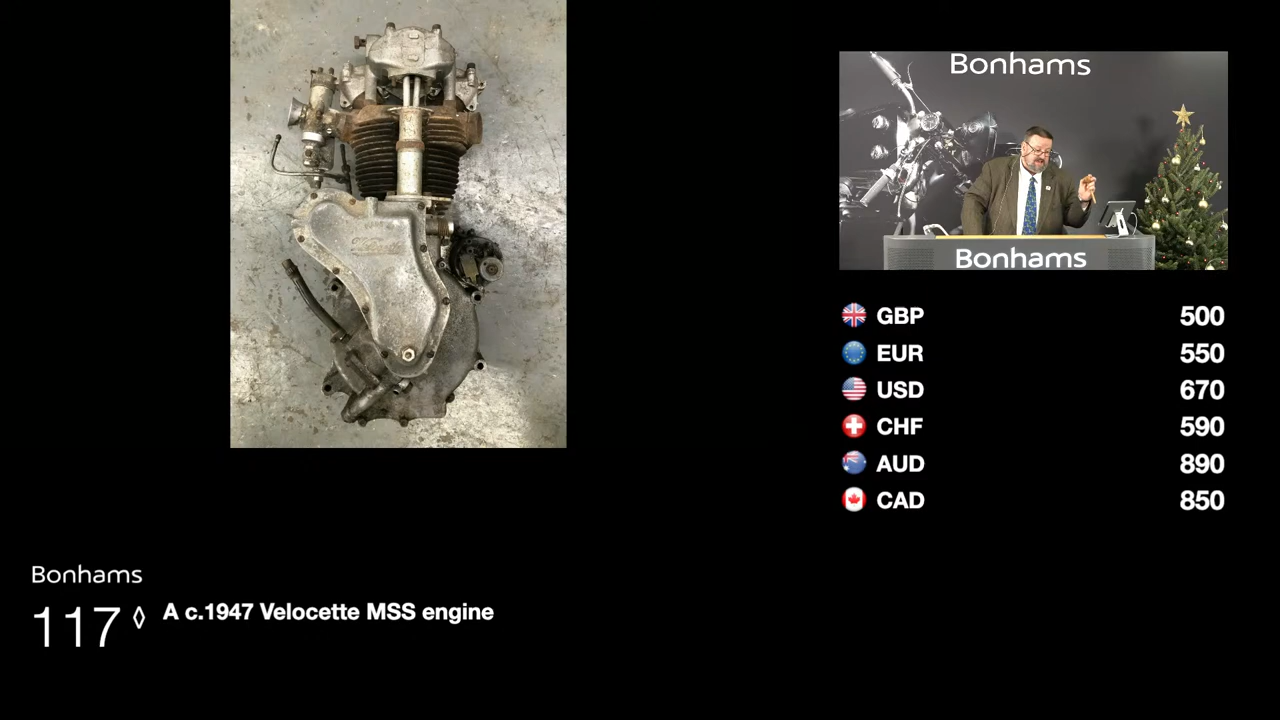 Bonhams
Bonhams
GBP 500
EUR 550
USD 670
CHF 590
AUD 890
CAD 850
Bonhams
117 ◊ A c.1947 Velocette MSS engine